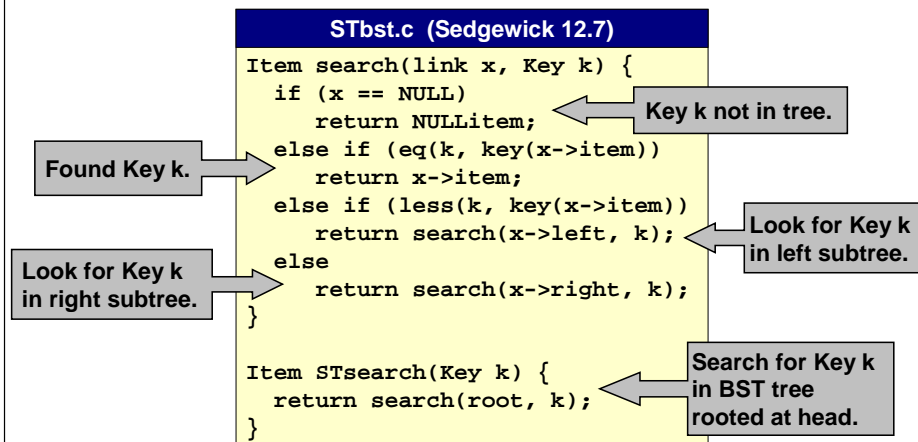 STbst.c (Sedgewick 12.7)
Item search(link x, Key k) {
if (x == NULL)
return NULLitem;
else if (eq(k, key(x->item))
return x->item;
else if (less(k, key(x->item))
return search(x->left, k);
else
return search(x->right, k);
}
Item STsearch(Key k) {
return search(root, k);
}
Key k not in tree.
Found Key k.
Look for Key k
in left subtree.
Look for Key k
in right subtree.
Search for Key k
in BST tree
rooted at head.